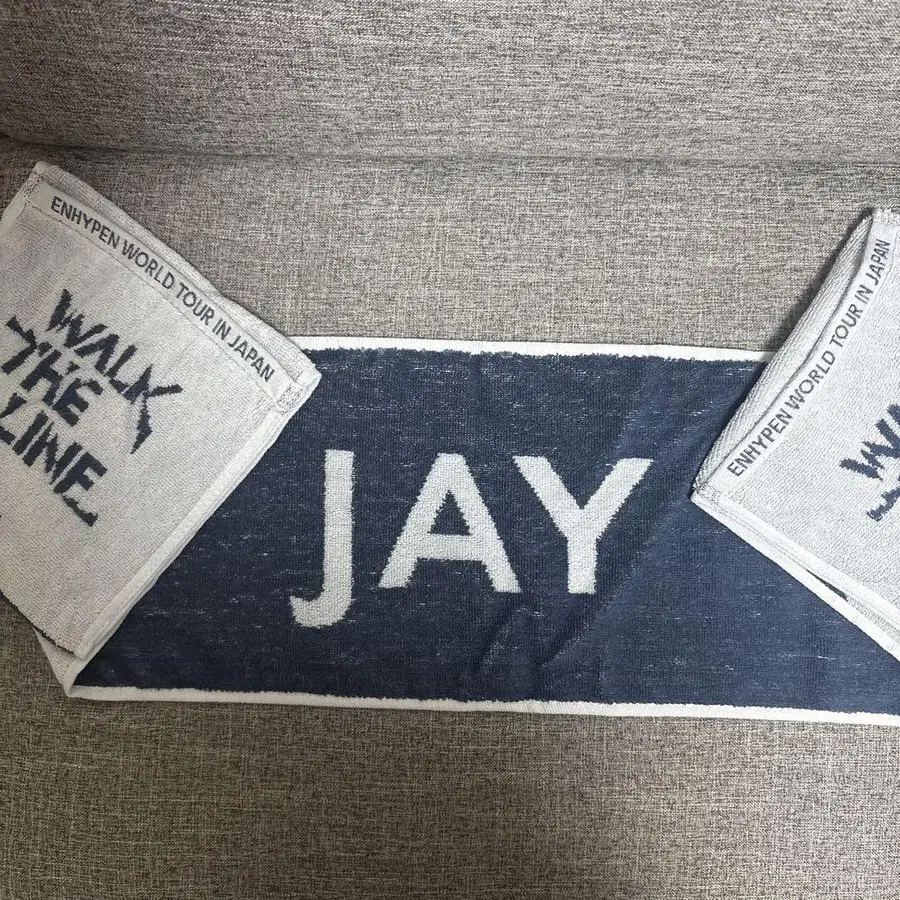 ENHYPEN WORLD TOUR IN JAPAN
WALK
THE
LINE
JAY
ENHYPEN WORLD TOUR IN JAPAN